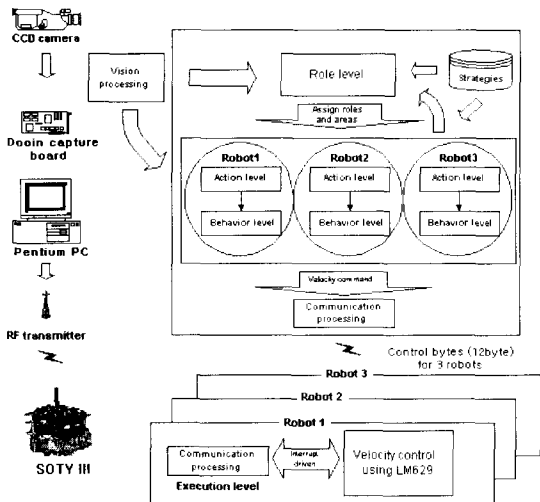 CCD camera
Dooin capture
board
Pentium PC
RF transmitter
SOTY III
Vision
processing
Role level
Strategies
Assign roles
and areas
Robot1
Action level
Behavior level
Robot2
Action level
Behavior level
Robot3
Action level
Behavior level
Velocity command
Communication
processing
Control bytes (12byte)
for 3 robots
Robot 3
Robot 2
Robot 1
Communication
processing
Interrupt
driven
Velocity control
using LM629
Execution level